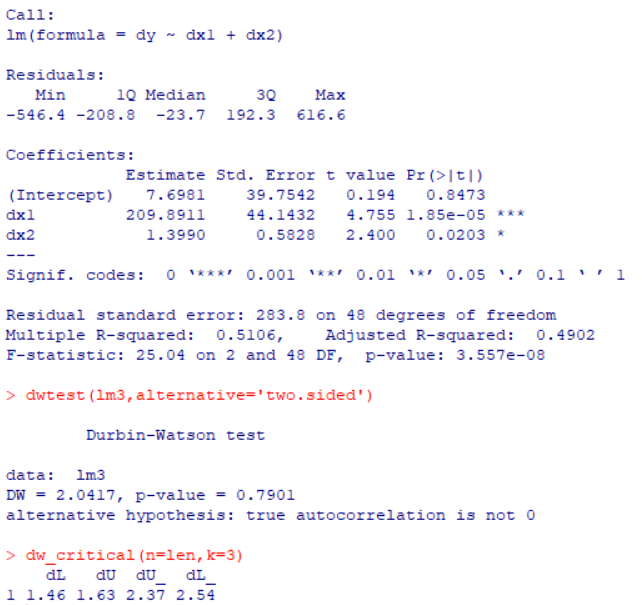 Call:
lm(formula = dy ~ dx1 + dx2)
Residuals:
Min 1Q Median 3Q Max
-546.4 -208.8 -23.7 192.3 616.6
Coefficients:
Estimate Std. Error t value Pr(>|t|)
(Intercept) 7.6981 39.7542 0.194 0.8473
dx1 209.8911 44.1432 4.755 1.85e-05 ***
dx2 1.3990 0.5828 2.400 0.0203 *
---
Signif. codes: 0 ‘***’ 0.001 ‘**’ 0.01 ‘*’ 0.05 ‘.’ 0.1 ‘ ’ 1
Residual standard error: 283.8 on 48 degrees of freedom
Multiple R-squared: 0.5106, Adjusted R-squared: 0.4902
F-statistic: 25.04 on 2 and 48 DF, p-value: 3.557e-08
> dwtest(lm3,alternative='two.sided')
Durbin-Watson test
data: lm3
DW = 2.0417, p-value = 0.7901
alternative hypothesis: true autocorrelation is not 0
> dw_critical(n=len,k=3)
dL dU dU_ dL_
1 1.46 1.63 2.37 2.54